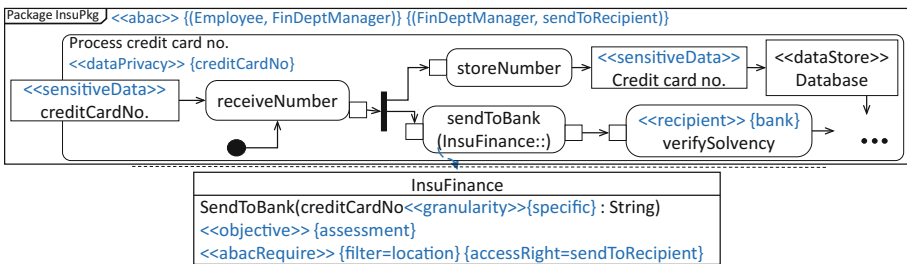 Package InsuPkg <<abac>> {(Employee, FinDeptManager)} {(FinDeptManager, sendToRecipient)}
Process credit card no.
<<dataPrivacy>> {creditCardNo}
<<sensitiveData>>
creditCardNo.
receiveNumber
storeNumber
<<sensitiveData>>
Credit card no.
<<dataStore>>
Database
sendToBank
(InsuFinance::)
<<recipient>> {bank}
verifySolvency
InsuFinance
SendToBank(creditCardNo<<granularity>>{specific} : String)
<<objective>> {assessment}
<<abacRequire>> {filter=location} {accessRight=sendToRecipient}